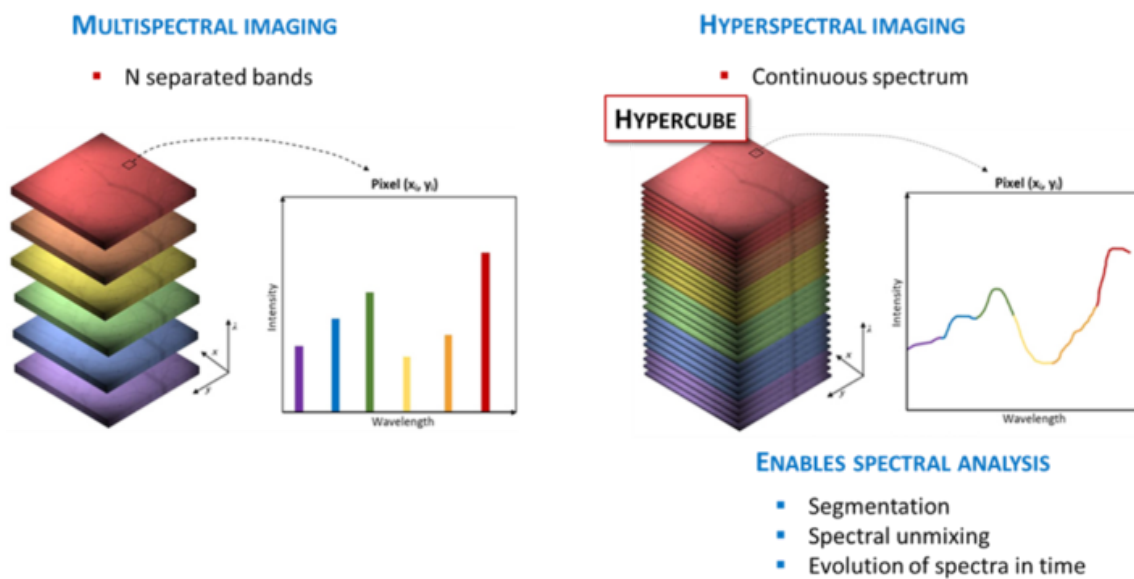 MULTISPECTRAL IMAGING
▪ N separated bands
Pixel (xᵢ, yᵢ)
Intensity
Wavelength
λ
x
y
HYPERSPECTRAL IMAGING
▪ Continuous spectrum
HYPERCUBE
Pixel (xᵢ, yᵢ)
Intensity
Wavelength
λ
x
y
ENABLES SPECTRAL ANALYSIS
▪ Segmentation
▪ Spectral unmixing
▪ Evolution of spectra in time